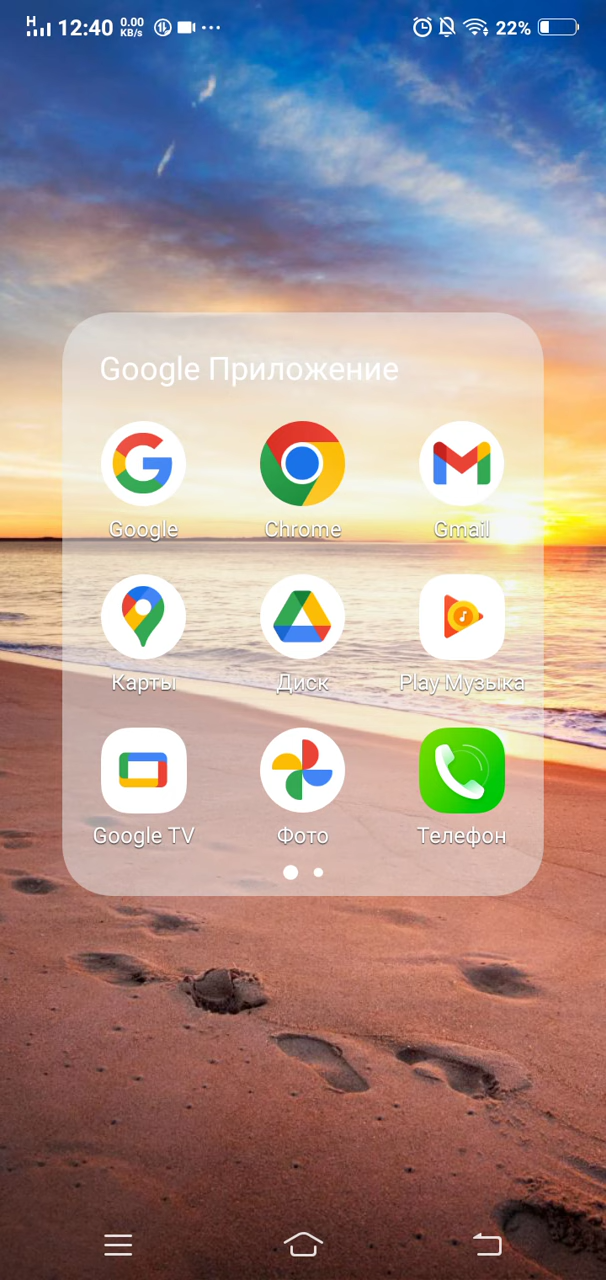 H 12:40 0.00 KB/s 22%
Google Приложение
Google Chrome Gmail
Карты Диск Play Музыка
Google TV Фото Телефон